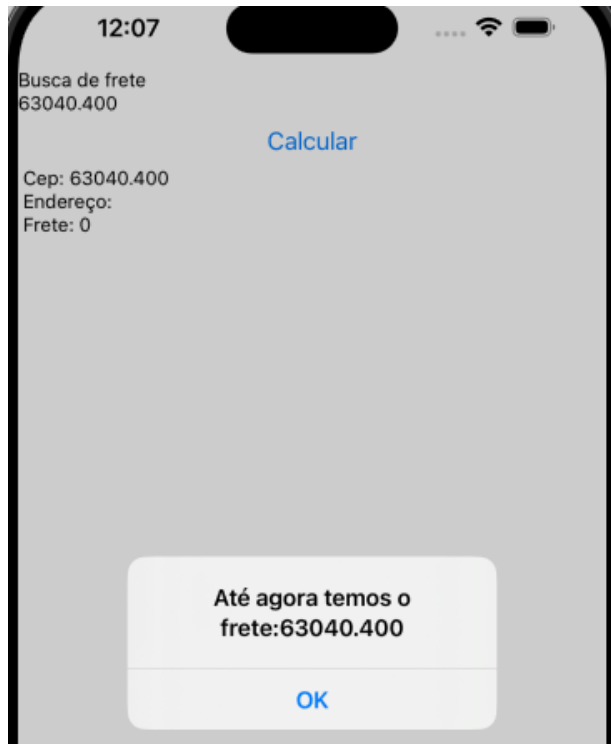 12:07
Busca de frete
63040.400
Calcular
Cep: 63040.400
Endereço:
Frete: 0
Até agora temos o
frete:63040.400
OK